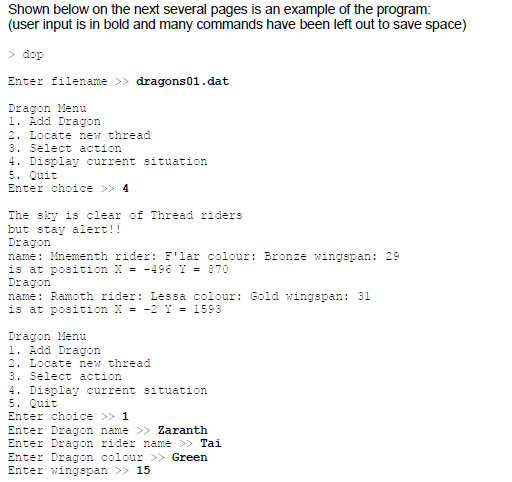 Shown below on the next several pages is an example of the program:
(user input is in bold and many commands have been left out to save space)
> dop
Enter filename >> dragons01.dat
Dragon Menu
1. Add Dragon
2. Locate new thread
3. Select action
4. Display current situation
5. Quit
Enter choice >> 4
The sky is clear of Thread riders
but stay alert!!
Dragon
name: Mnementh rider: F'lar colour: Bronze wingspan: 29
is at position X = -496 Y = 870
Dragon
name: Ramoth rider: Lessa colour: Gold wingspan: 31
is at position X = -2 Y = 1593
Dragon Menu
1. Add Dragon
2. Locate new thread
3. Select action
4. Display current situation
5. Quit
Enter choice >> 1
Enter Dragon name >> Zaranth
Enter Dragon rider name >> Tai
Enter Dragon colour >> Green
Enter wingspan >> 15